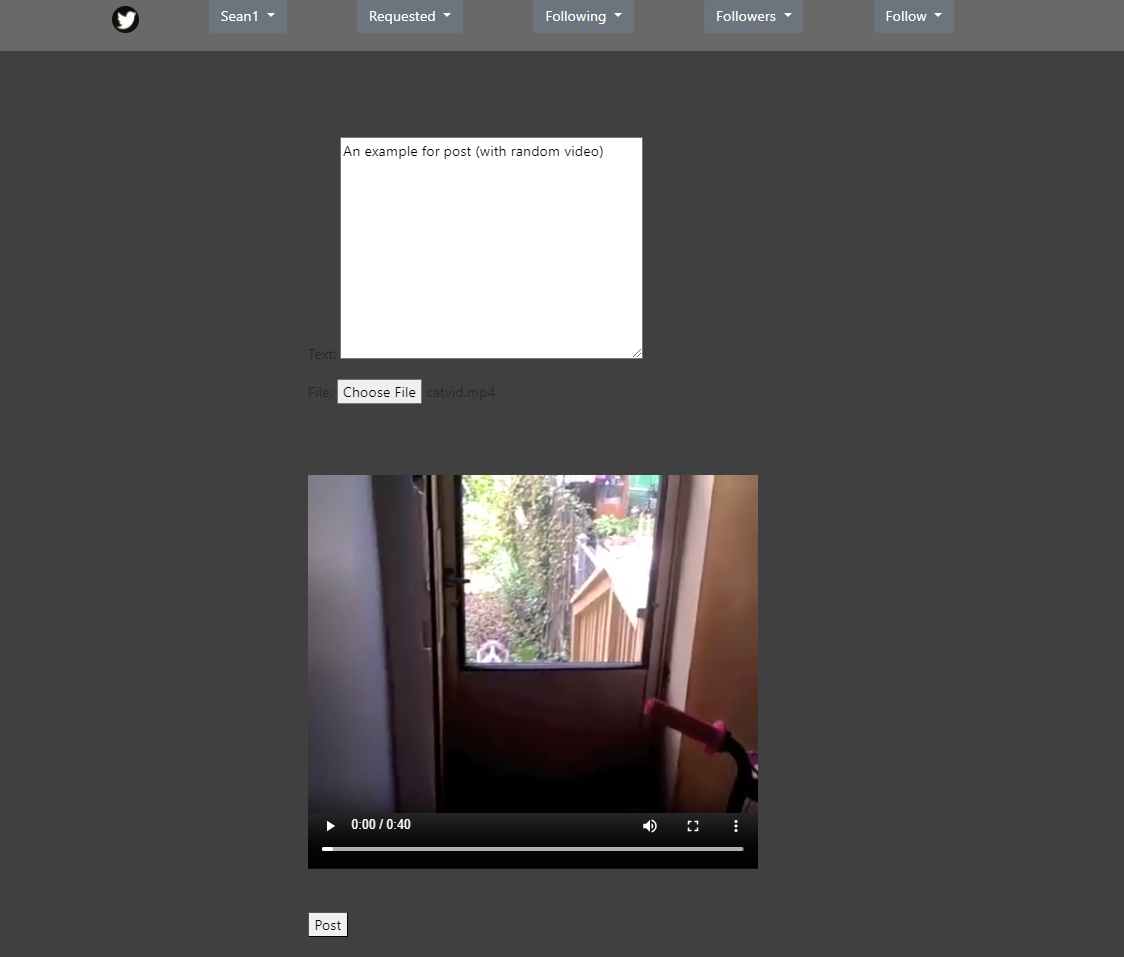 Sean1 Requested Following Followers Follow
An example for post (with random video)
Text:
File: Choose File catvid.mp4
0:00 / 0:40
Post